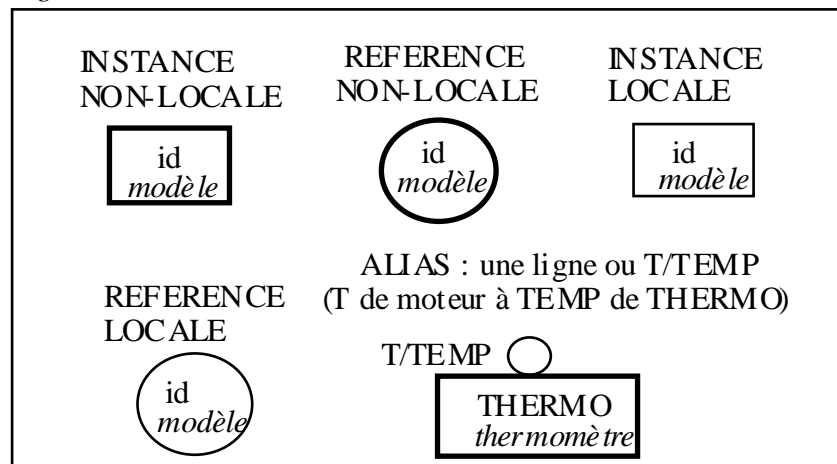 INSTANCE
NON-LOCALE
id
modèle
REFERENCE
NON-LOCALE
id
modèle
INSTANCE
LOCALE
id
modèle
REFERENCE
LOCALE
id
modèle
ALIAS : une ligne ou T/TEMP
(T de moteur à TEMP de THERMO)
T/TEMP
THERMO
thermomètre